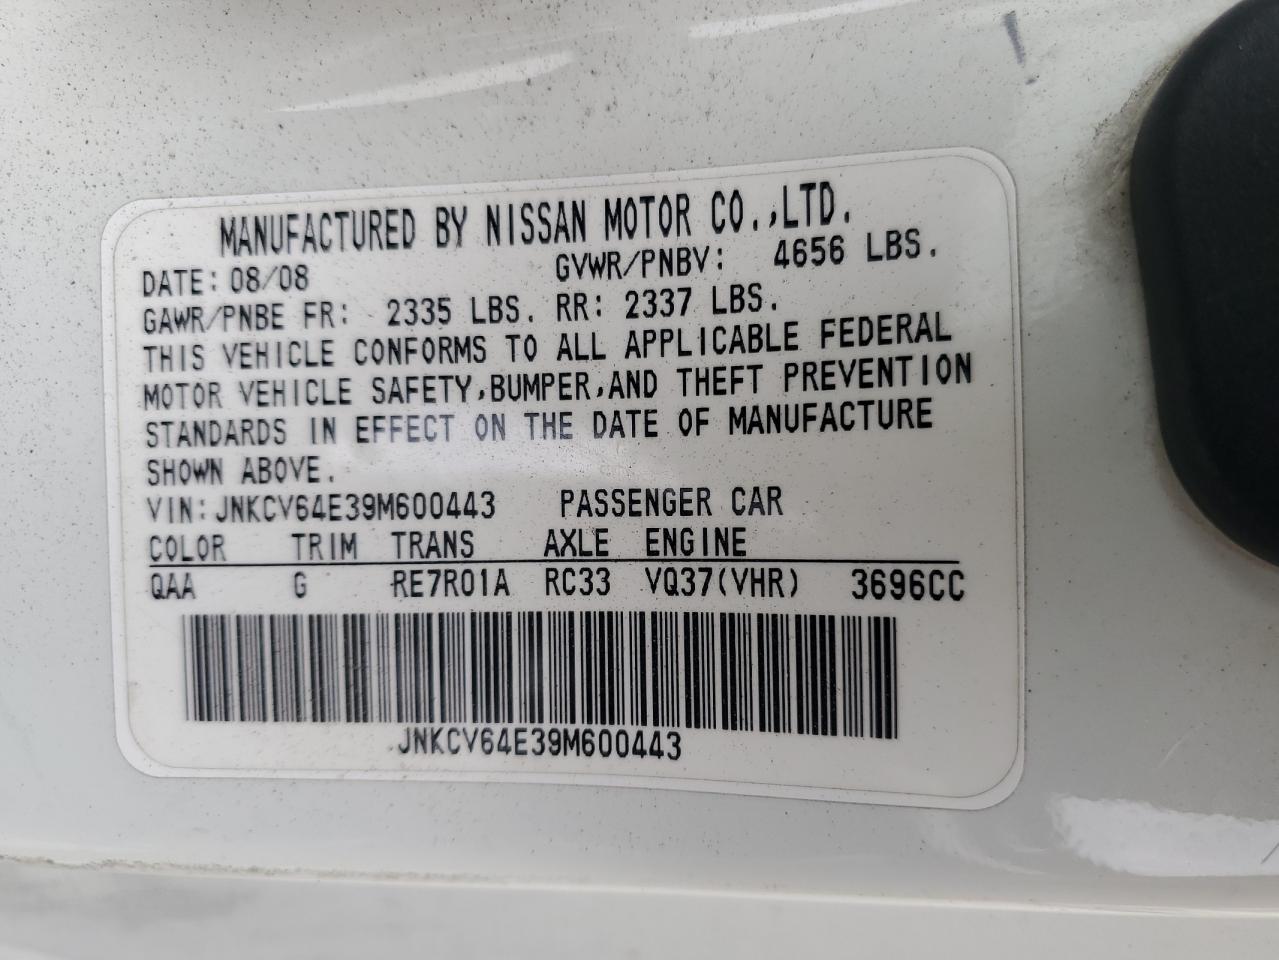 MANUFACTURED BY NISSAN MOTOR CO.,LTD.
DATE: 08/08 GVWR/PNBV: 4656 LBS.
GAWR/PNBE FR: 2335 LBS. RR: 2337 LBS.
THIS VEHICLE CONFORMS TO ALL APPLICABLE FEDERAL
MOTOR VEHICLE SAFETY,BUMPER,AND THEFT PREVENTION
STANDARDS IN EFFECT ON THE DATE OF MANUFACTURE
SHOWN ABOVE.
VIN: JNKCV64E39M600443 PASSENGER CAR
COLOR TRIM TRANS AXLE ENGINE
QAA G RE7R01A RC33 VQ37(VHR) 3696CC
JNKCV64E39M600443